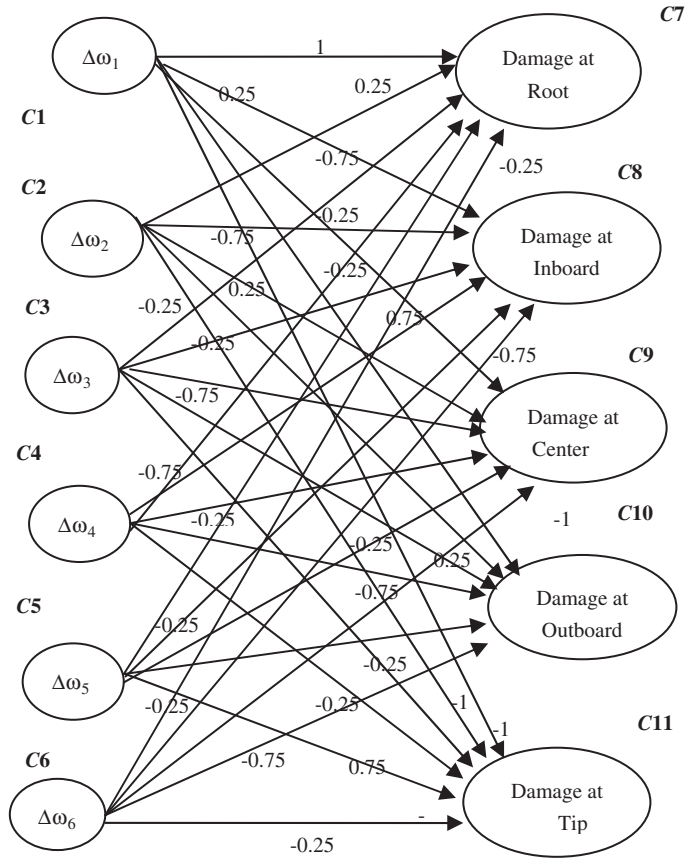 C7
Δω1
1
Damage at
Root
0.25
0.25
C1
-0.75
-0.25
C8
C2
-0.25
Δω2
-0.75
Damage at
Inboard
-0.25
0.25
C3
-0.25
0.75
-0.25
-0.75
C9
Δω3
-0.75
Damage at
Center
C4
-0.75
Δω4
-0.25
-1
C10
-0.25
0.25
C5
-0.75
Damage at
Outboard
-0.25
-0.25
Δω5
-0.25
-0.25
-1
-1
C11
C6
-0.75
0.75
Damage at
Tip
Δω6
-
-0.25